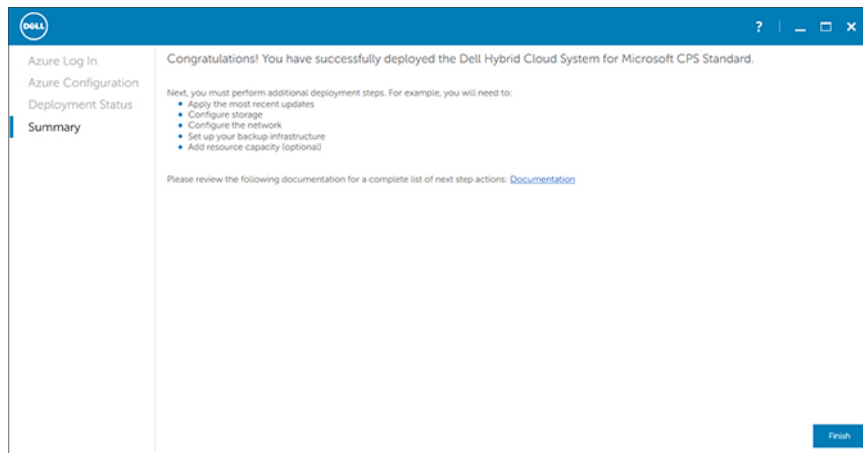 DELL
?
Azure Log In
Azure Configuration
Deployment Status
Summary
Congratulations! You have successfully deployed the Dell Hybrid Cloud System for Microsoft CPS Standard.
Next, you must perform additional deployment steps. For example, you will need to:
Apply the most recent updates
Configure storage
Configure the network
Set up your backup infrastructure
Add resource capacity (optional)
Please review the following documentation for a complete list of next step actions: Documentation
Finish